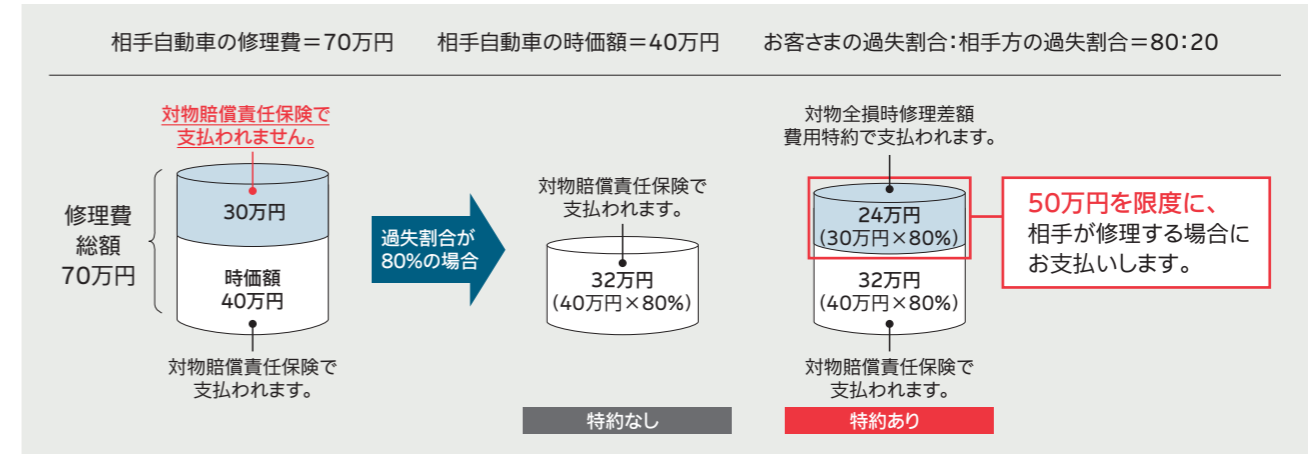 相手自動車の修理費＝70万円　相手自動車の時価額＝40万円　お客さまの過失割合：相手方の過失割合＝80：20
対物賠償責任保険で
支払われません。
修理費
総額
70万円
30万円
時価額
40万円
対物賠償責任保険で
支払われます。
過失割合が
80%の場合
対物賠償責任保険で
支払われます。
32万円
(40万円×80%)
特約なし
対物全損時修理差額
費用特約で支払われます。
24万円
(30万円×80%)
32万円
(40万円×80%)
対物賠償責任保険で
支払われます。
特約あり
50万円を限度に、
相手が修理する場合に
お支払いします。